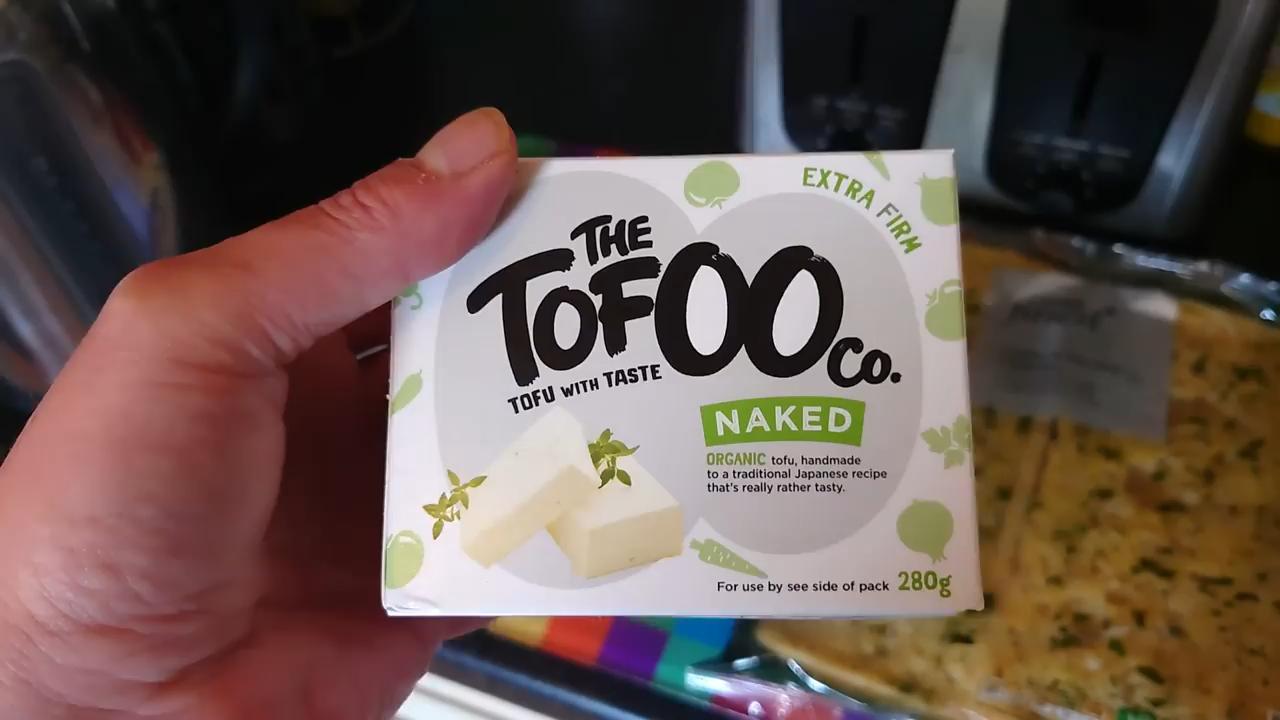 EXTRA FIRM
THE
TOFOO
Co.
TOFU WITH TASTE
NAKED
ORGANIC tofu, handmade
to a traditional Japanese recipe
that's really rather tasty.
For use by see side of pack 280g